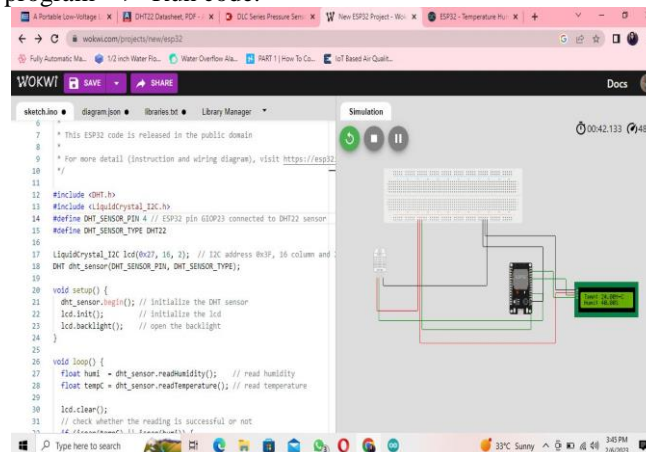 program → Run code.
A Portable Low-Voltage L × DHT22 Datasheet, PDF - × DLC Series Pressure Sens × New ESP32 Project - Wok × ESP32 - Temperature Hu × +
wokwi.com/projects/new/esp32
Fully Automatic Ma... 1/2 inch Water Flo... Water Overflow Ala... PART 1 | How To Co... IoT Based Air Qualit...
WOKWI SAVE SHARE Docs
sketch.ino ● diagram.json ● libraries.txt ● Library Manager
Simulation
00:42.133
6 *
7 * This ESP32 code is released in the public domain
8 *
9 * For more detail (instruction and wiring diagram), visit https://esp32
10 */
11
12 #include <DHT.h>
13 #include <LiquidCrystal_I2C.h>
14 #define DHT_SENSOR_PIN 4 // ESP32 pin GIOP23 connected to DHT22 sensor
15 #define DHT_SENSOR_TYPE DHT22
16
17 LiquidCrystal_I2C lcd(0x27, 16, 2); // I2C address 0x3F, 16 column and 2
18 DHT dht_sensor(DHT_SENSOR_PIN, DHT_SENSOR_TYPE);
19
20 void setup() {
21 dht_sensor.begin(); // initialize the DHT sensor
22 lcd.init(); // initialize the lcd
23 lcd.backlight(); // open the backlight
24 }
25
26 void loop() {
27 float humi = dht_sensor.readHumidity(); // read humidity
28 float tempC = dht_sensor.readTemperature(); // read temperature
29
30 lcd.clear();
31 // check whether the reading is successful or not
Type here to search
33°C Sunny
3:45 PM